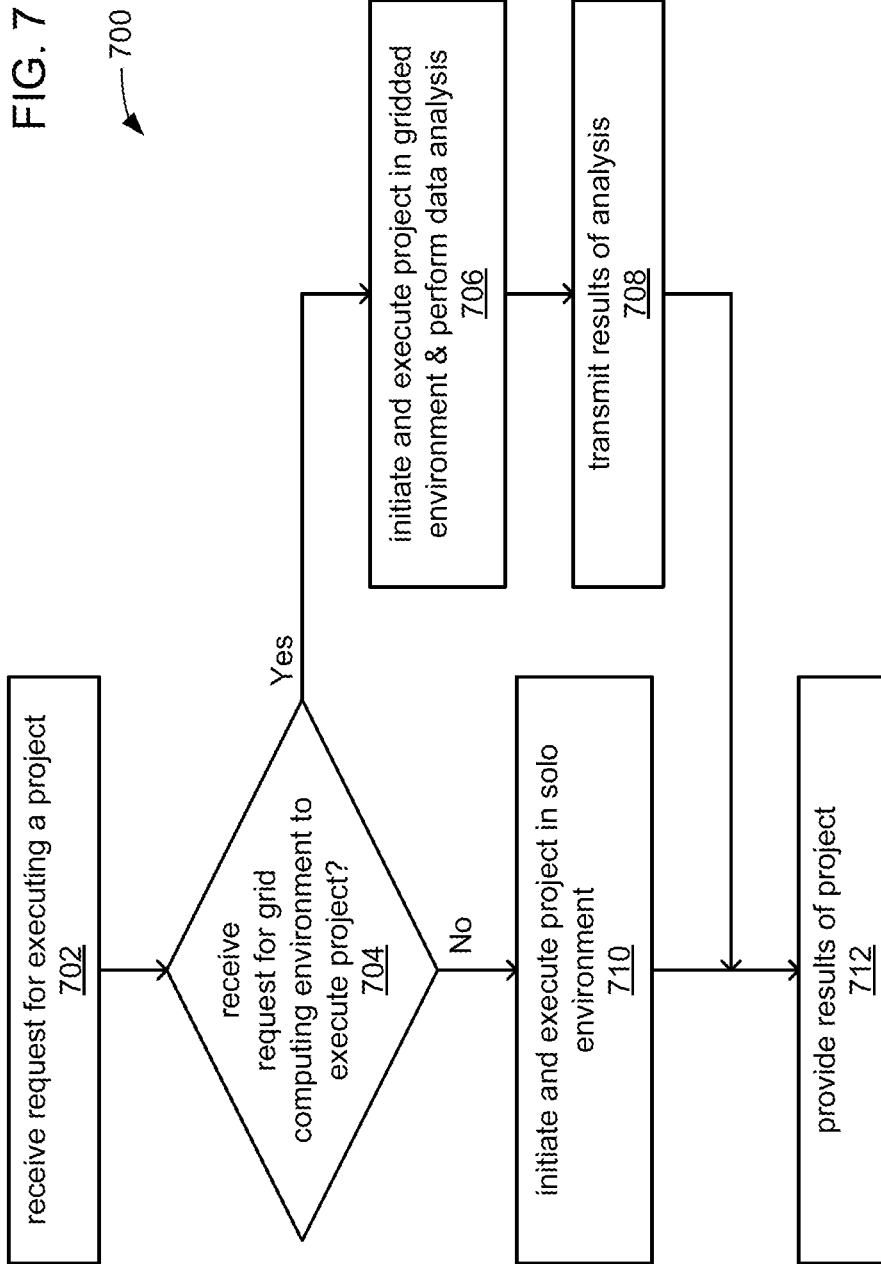 FIG. 7
700
receive request for executing a project
702
receive
request for grid
computing environment to
execute project?
704
Yes
No
initiate and execute project in gridded
environment & perform data analysis
706
transmit results of analysis
708
initiate and execute project in solo
environment
710
provide results of project
712